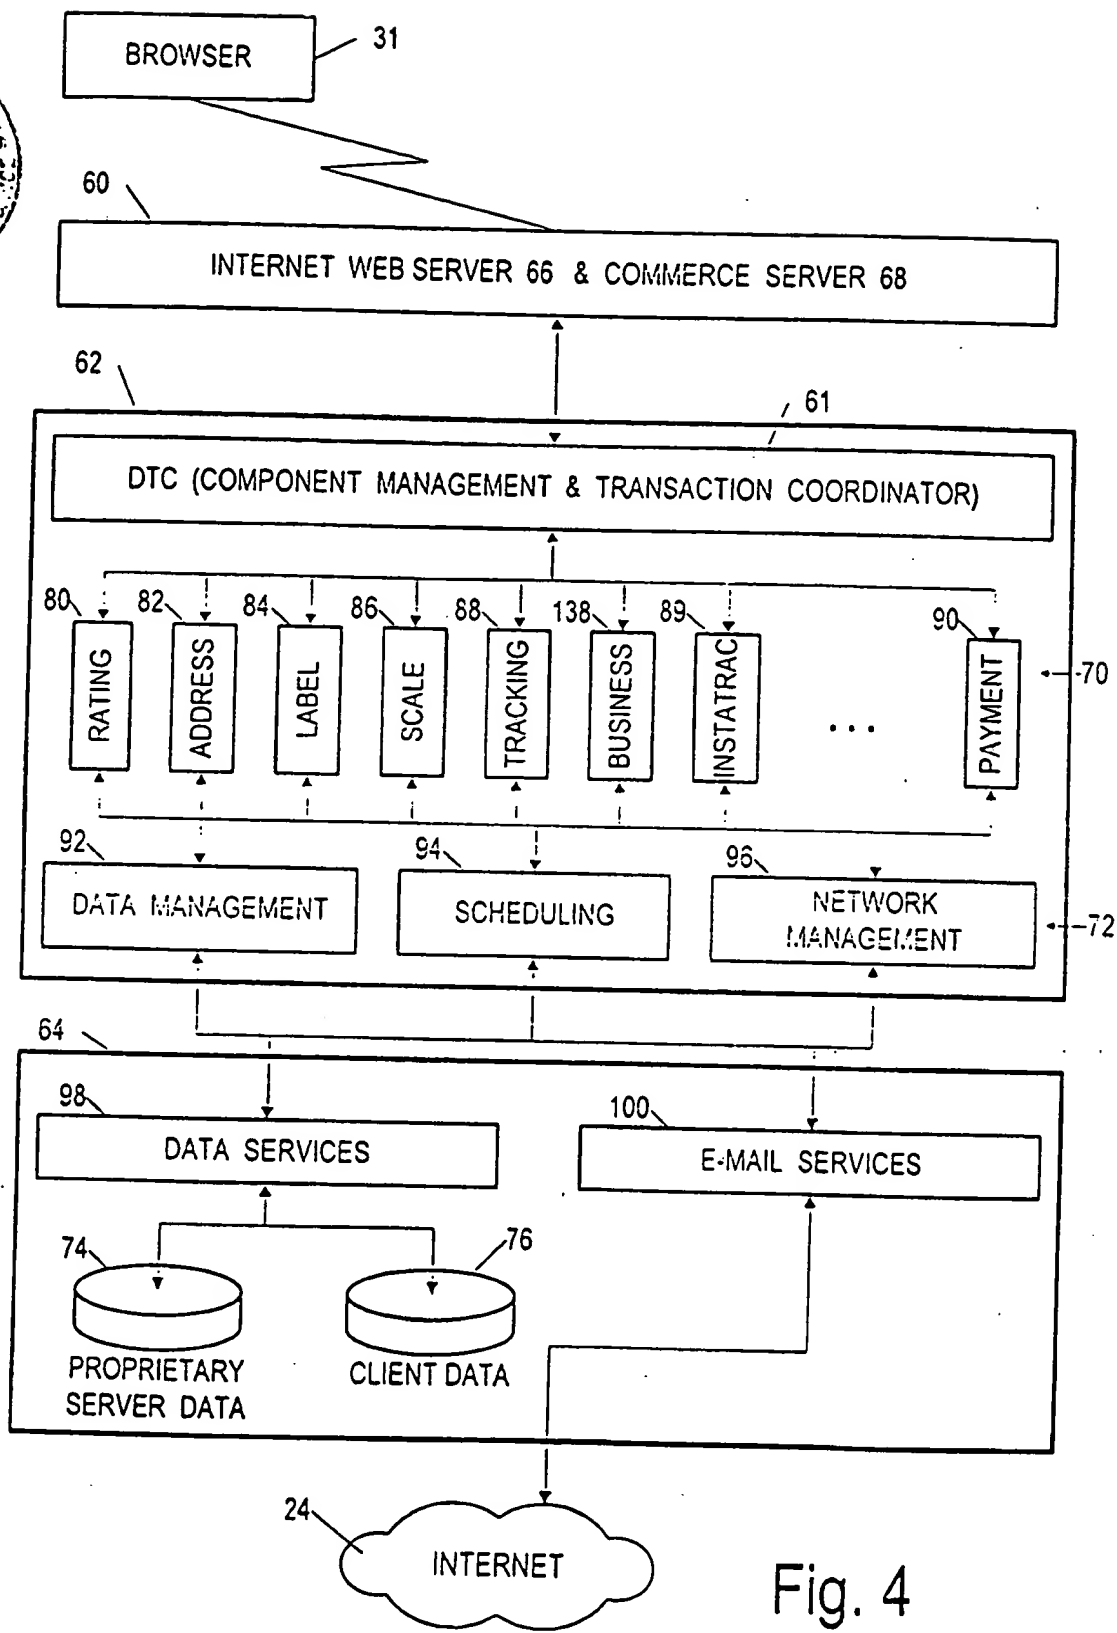 BROWSER
31
60
INTERNET WEB SERVER 66 & COMMERCE SERVER 68
62
61
DTC (COMPONENT MANAGEMENT & TRANSACTION COORDINATOR)
80
82
84
86
88
138
89
90
RATING
ADDRESS
LABEL
SCALE
TRACKING
BUSINESS
INSTATRAC
...
PAYMENT
70
92
94
96
DATA MANAGEMENT
SCHEDULING
NETWORK
MANAGEMENT
72
64
98
100
DATA SERVICES
E-MAIL SERVICES
74
76
PROPRIETARY
SERVER DATA
CLIENT DATA
24
INTERNET
Fig. 4